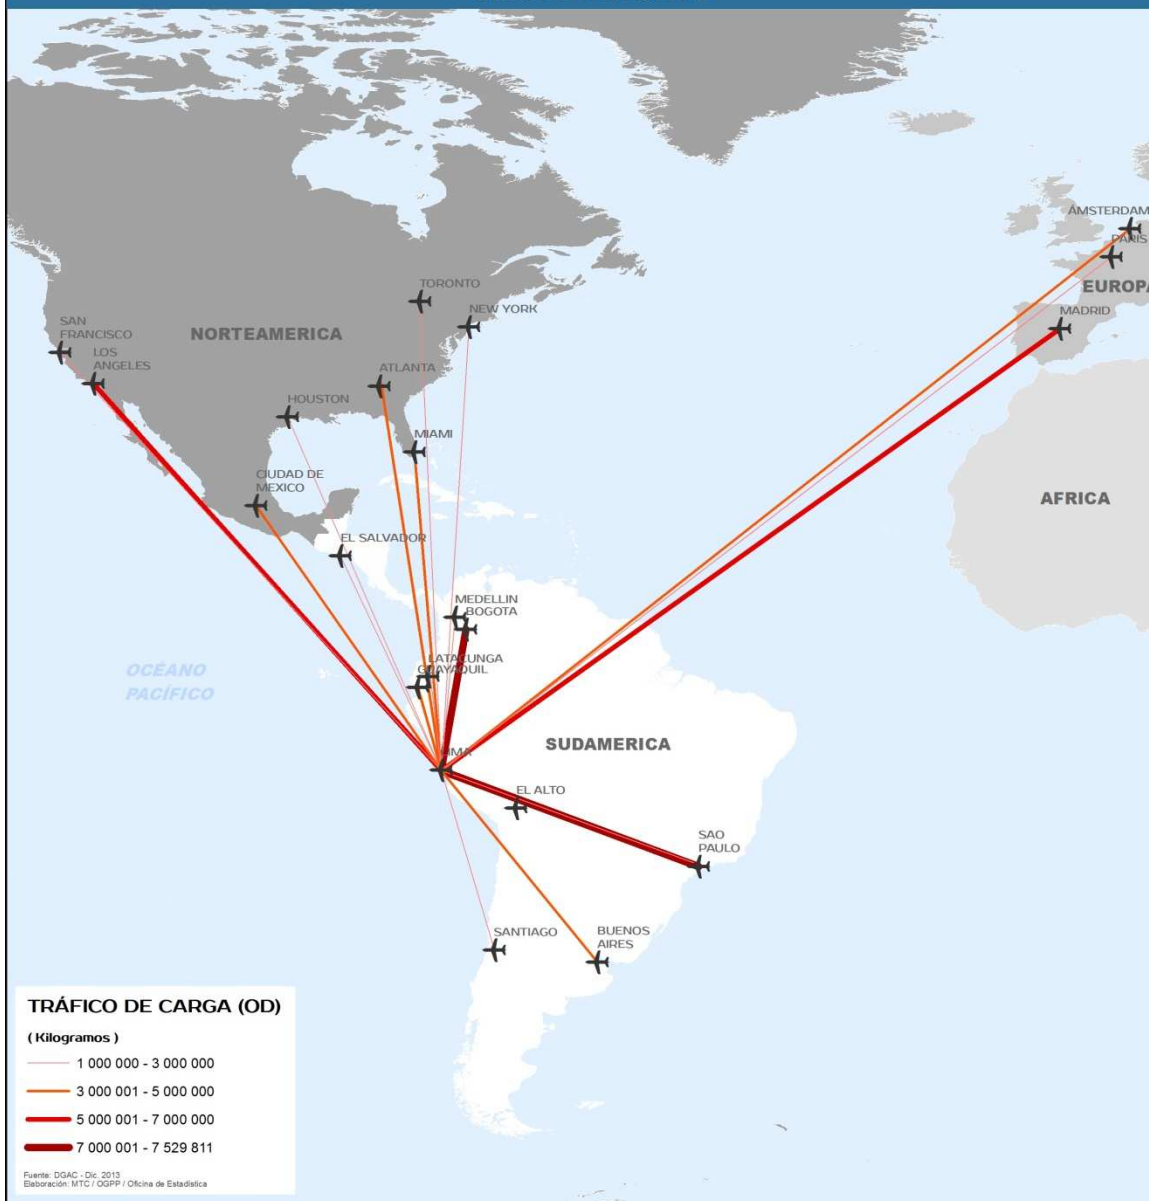 ÁMSTERDAM
PARIS
EUROPA
MADRID
TORONTO
NEW YORK
SAN
FRANCISCO
NORTEAMERICA
LOS
ANGELES
ATLANTA
HOUSTON
MIAMI
CIUDAD DE
MEXICO
AFRICA
EL SALVADOR
MEDELLIN
BOGOTA
LATACUNGA
GUAYAQUIL
OCÉANO
PACÍFICO
SUDAMERICA
LIMA
EL ALTO
SAO
PAULO
SANTIAGO
BUENOS
AIRES
TRÁFICO DE CARGA (OD)
( Kilogramos )
1 000 000 - 3 000 000
3 000 001 - 5 000 000
5 000 001 - 7 000 000
7 000 001 - 7 529 811
Fuente: DGAC - Dic. 2013
Elaboración: MTC / OGPP / Oficina de Estadística